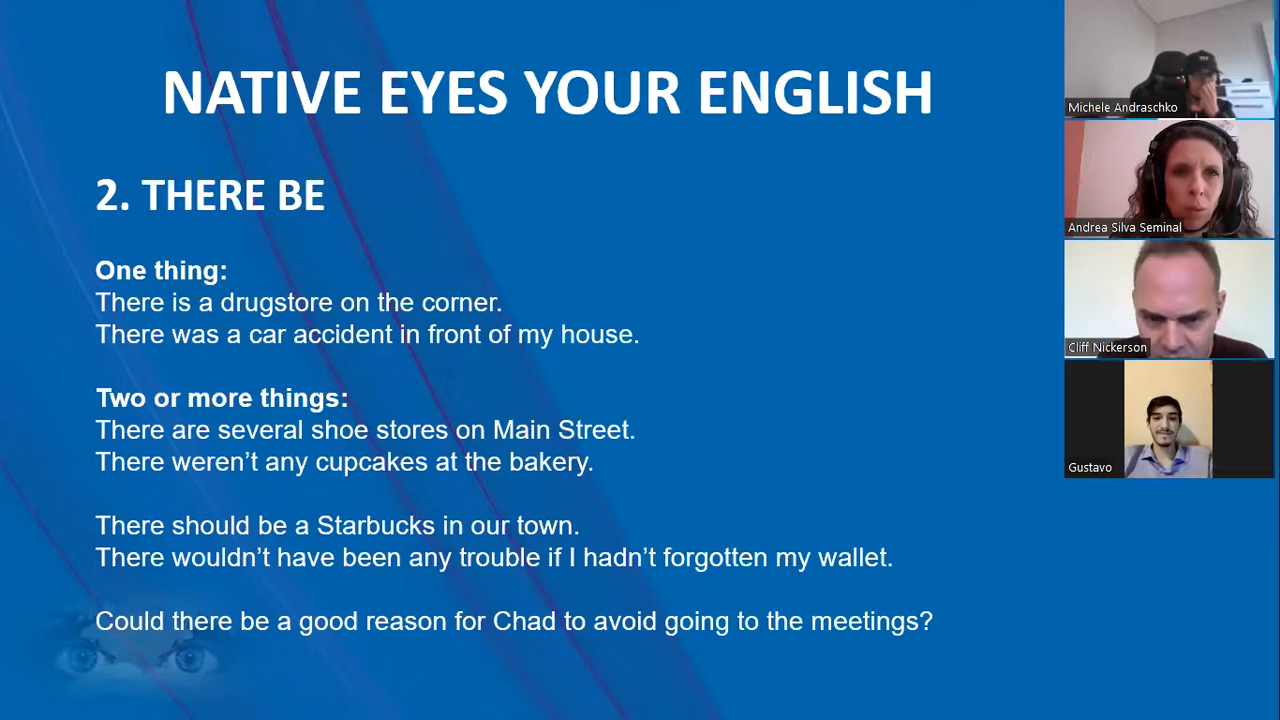 NATIVE EYES YOUR ENGLISH
2. THERE BE
One thing:
There is a drugstore on the corner.
There was a car accident in front of my house.
Two or more things:
There are several shoe stores on Main Street.
There weren’t any cupcakes at the bakery.
There should be a Starbucks in our town.
There wouldn’t have been any trouble if I hadn’t forgotten my wallet.
Could there be a good reason for Chad to avoid going to the meetings?
Michele Andraschko
Andrea Silva Seminal
Cliff Nickerson
Gustavo